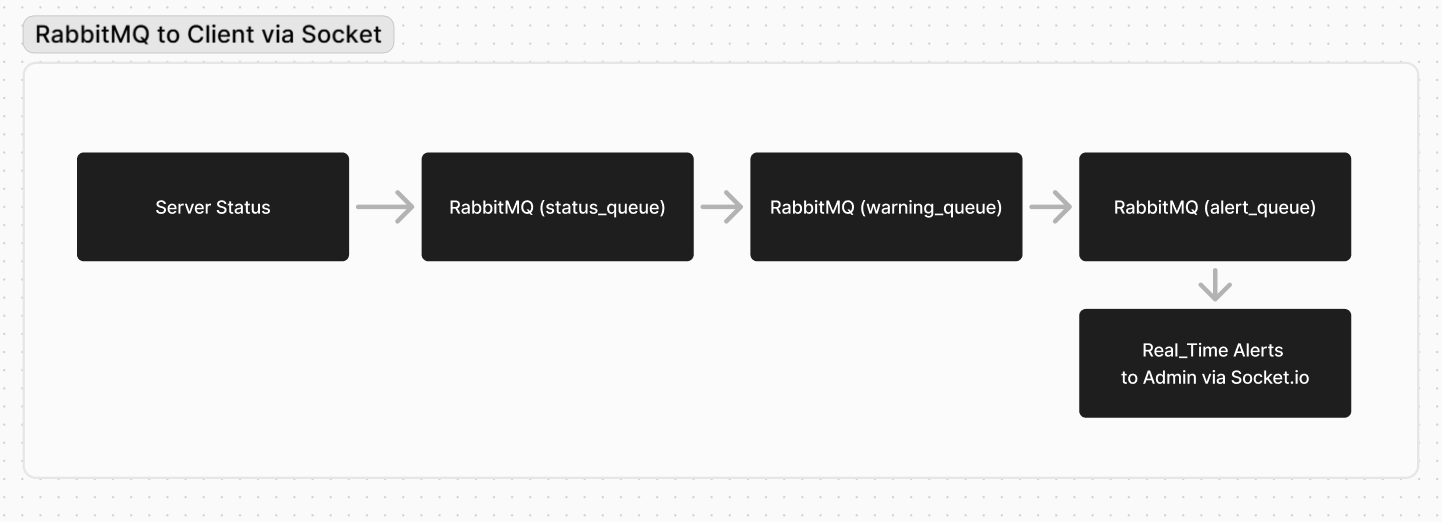 RabbitMQ to Client via Socket
Server Status
RabbitMQ (status_queue)
RabbitMQ (warning_queue)
RabbitMQ (alert_queue)
Real_Time Alerts
to Admin via Socket.io